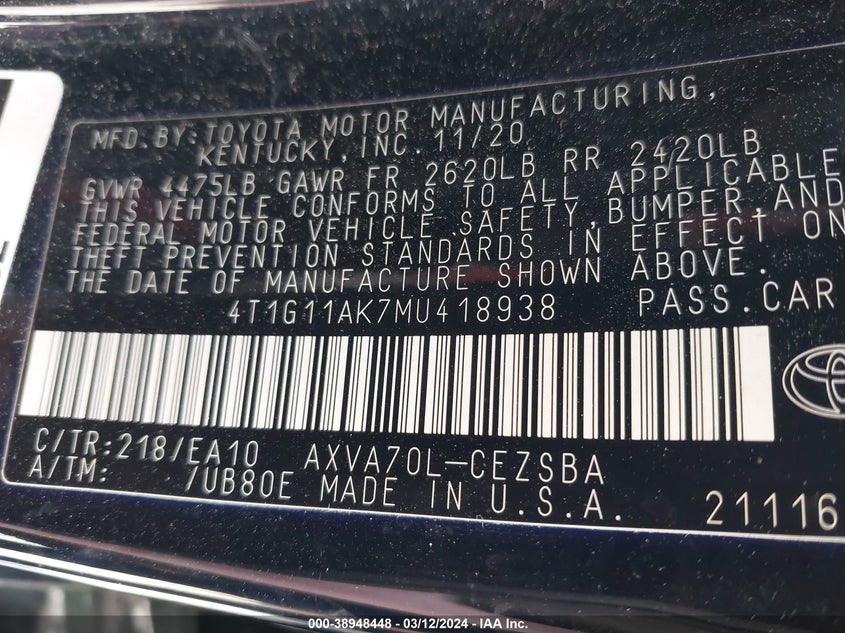 MFD. BY: TOYOTA MOTOR MANUFACTURING,
KENTUCKY, INC. 11/20
GVWR 4475LB GAWR FR 2620LB RR 2420LB
THIS VEHICLE CONFORMS TO ALL APPLICABLE
FEDERAL MOTOR VEHICLE SAFETY, BUMPER, AND
THEFT PREVENTION STANDARDS IN EFFECT ON
THE DATE OF MANUFACTURE SHOWN ABOVE.
4T1G11AK7MU418938 PASS. CAR
C/TR: 218/EA10 AXVA70L-CEZSBA
A/TM: /UB80E MADE IN U.S.A. 21116
000-38948448 - 03/12/2024 - IAAI.com